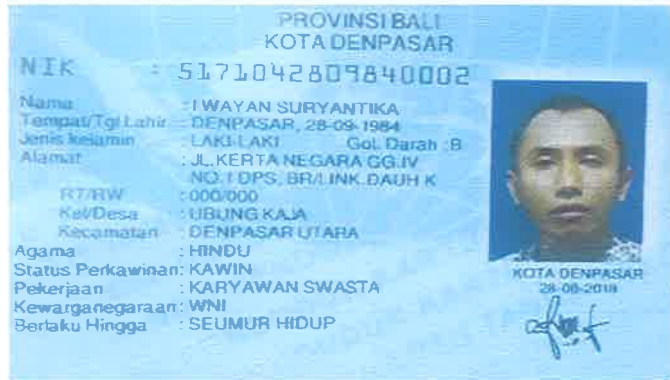 PROVINSI BALI
KOTA DENPASAR
NIK : 5171042809840002
Nama : I WAYAN SURYANTIKA
Tempat/Tgl Lahir : DENPASAR, 28-09-1984
Jenis kelamin : LAKI-LAKI Gol. Darah :B
Alamat : JL.KERTA NEGARA GG.IV
NO.1 DPS, BR/LINK.DAUH K
RT/RW : 000/000
Kel/Desa : UBUNG KAJA
Kecamatan : DENPASAR UTARA
Agama : HINDU
Status Perkawinan: KAWIN
Pekerjaan : KARYAWAN SWASTA
Kewarganegaraan: WNI
Berlaku Hingga : SEUMUR HIDUP
KOTA DENPASAR